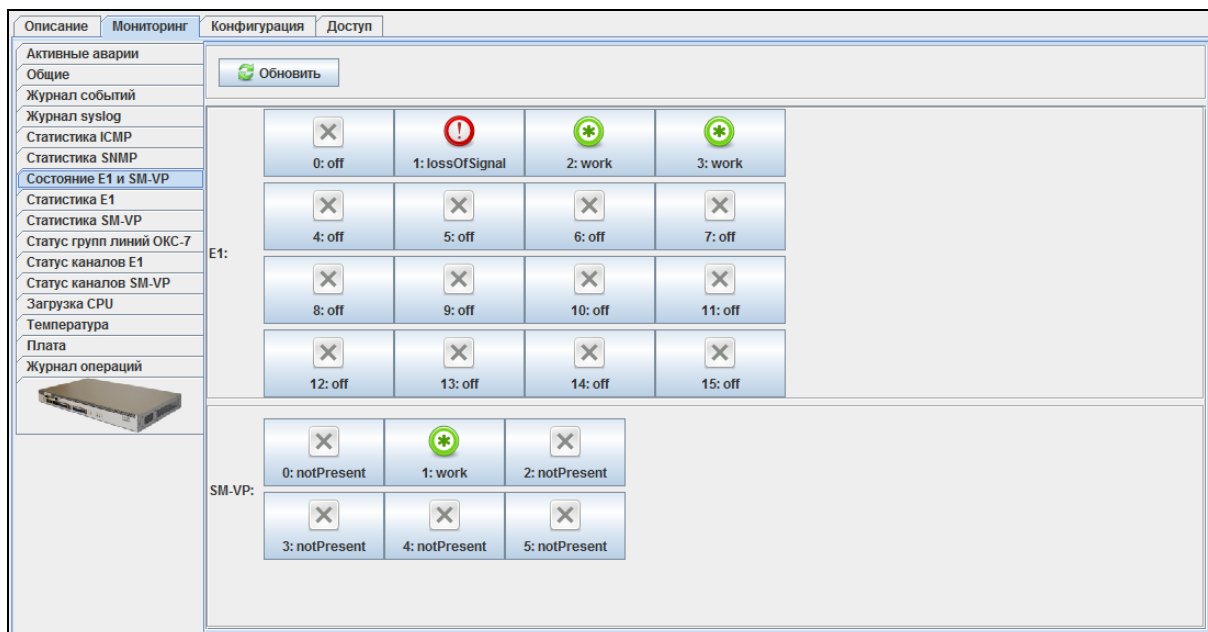 Описание Мониторинг Конфигурация Доступ
Активные аварии
Общие
Журнал событий
Журнал syslog
Статистика ICMP
Статистика SNMP
Состояние E1 и SM-VP
Статистика E1
Статистика SM-VP
Статус групп линий ОКС-7
Статус каналов E1
Статус каналов SM-VP
Загрузка CPU
Температура
Плата
Журнал операций
Обновить
E1:
0: off 1: lossOfSignal 2: work 3: work
4: off 5: off 6: off 7: off
8: off 9: off 10: off 11: off
12: off 13: off 14: off 15: off
SM-VP:
0: notPresent 1: work 2: notPresent
3: notPresent 4: notPresent 5: notPresent